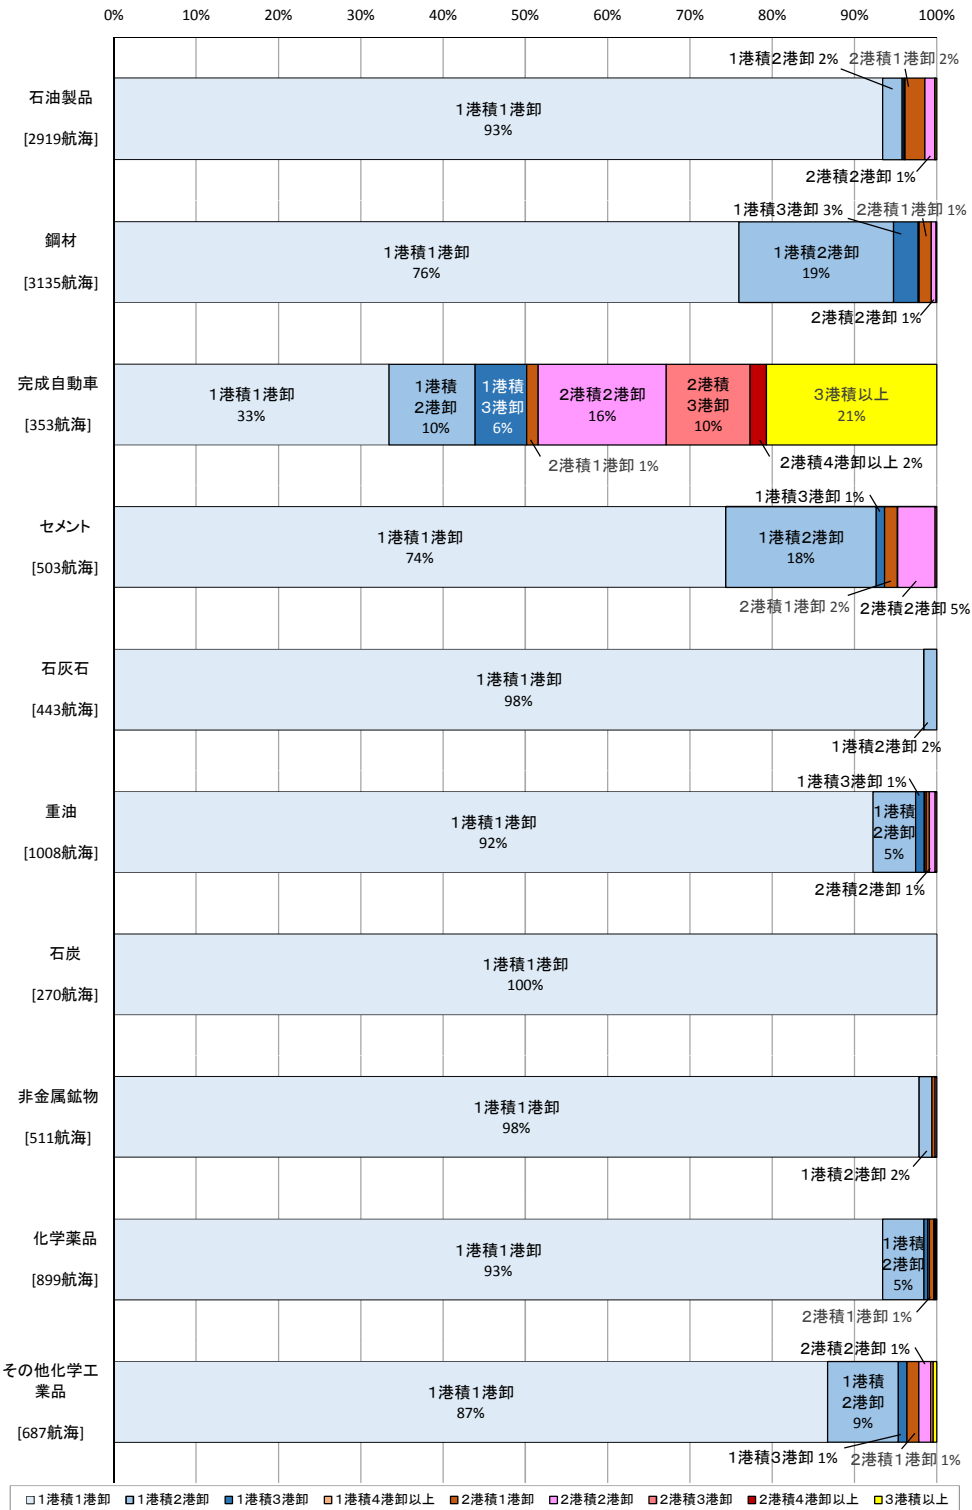 0% 10% 20% 30% 40% 50% 60% 70% 80% 90% 100%
石油製品
[2919航海]
1港積1港卸
93%
1港積2港卸 2%
2港積1港卸 2%
2港積2港卸 1%
鋼材
[3135航海]
1港積1港卸
76%
1港積2港卸
19%
1港積3港卸 3%
2港積1港卸 1%
2港積2港卸 1%
完成自動車
[353航海]
1港積1港卸
33%
1港積
2港卸
10%
1港積
3港卸
6%
2港積1港卸 1%
2港積2港卸
16%
2港積
3港卸
10%
2港積4港卸以上 2%
3港積以上
21%
セメント
[503航海]
1港積1港卸
74%
1港積2港卸
18%
1港積3港卸 1%
2港積1港卸 2%
2港積2港卸 5%
石灰石
[443航海]
1港積1港卸
98%
1港積2港卸 2%
重油
[1008航海]
1港積1港卸
92%
1港積
2港卸
5%
1港積3港卸 1%
2港積2港卸 1%
石炭
[270航海]
1港積1港卸
100%
非金属鉱物
[511航海]
1港積1港卸
98%
1港積2港卸 2%
化学薬品
[899航海]
1港積1港卸
93%
1港積
2港卸
5%
2港積1港卸 1%
その他化学工
業品
[687航海]
1港積1港卸
87%
1港積
2港卸
9%
1港積3港卸 1%
2港積1港卸 1%
2港積2港卸 1%
1港積1港卸 1港積2港卸 1港積3港卸 1港積4港卸以上 2港積1港卸 2港積2港卸 2港積3港卸 2港積4港卸以上 3港積以上